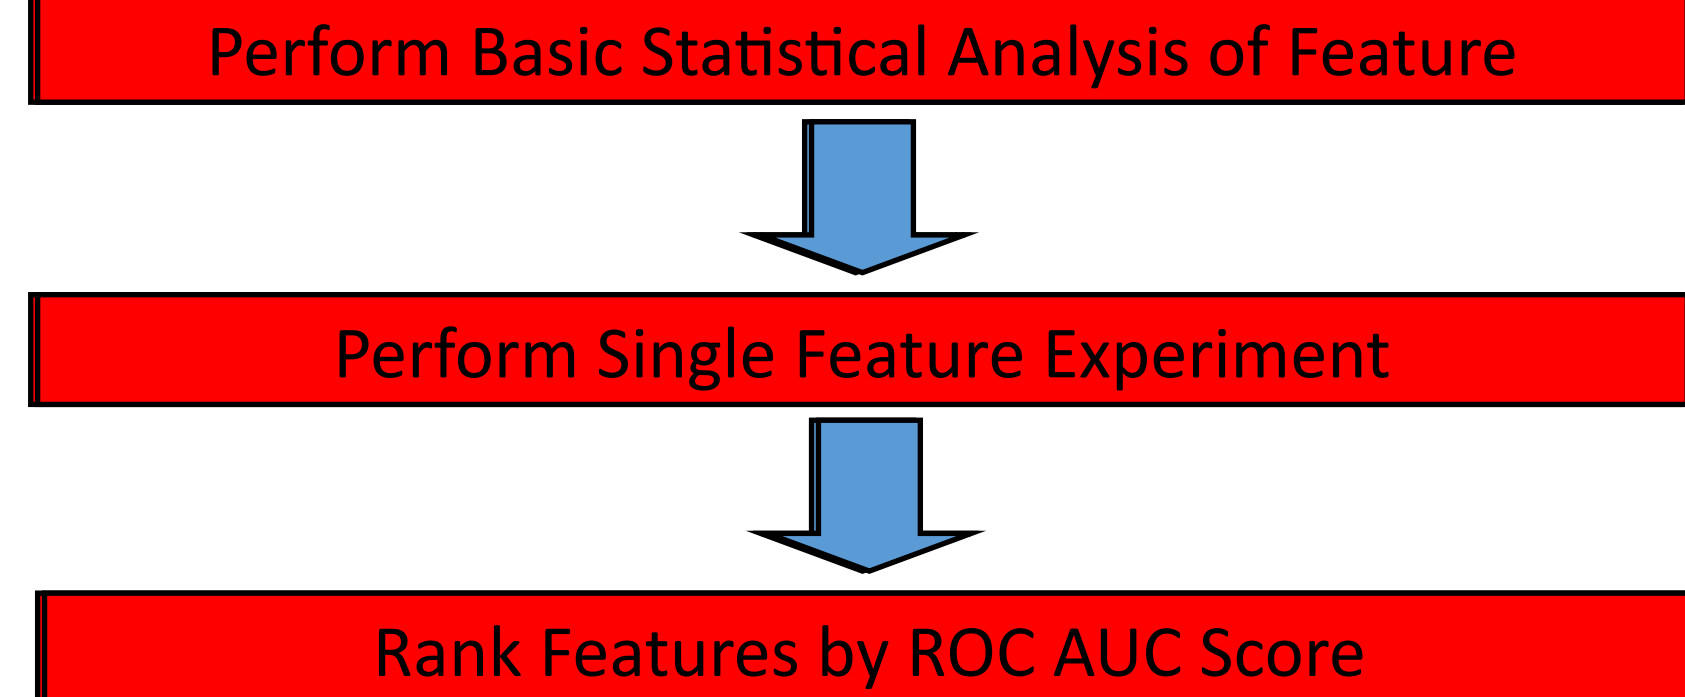 Perform Basic Statistical Analysis of Feature
Perform Single Feature Experiment
Rank Features by ROC AUC Score